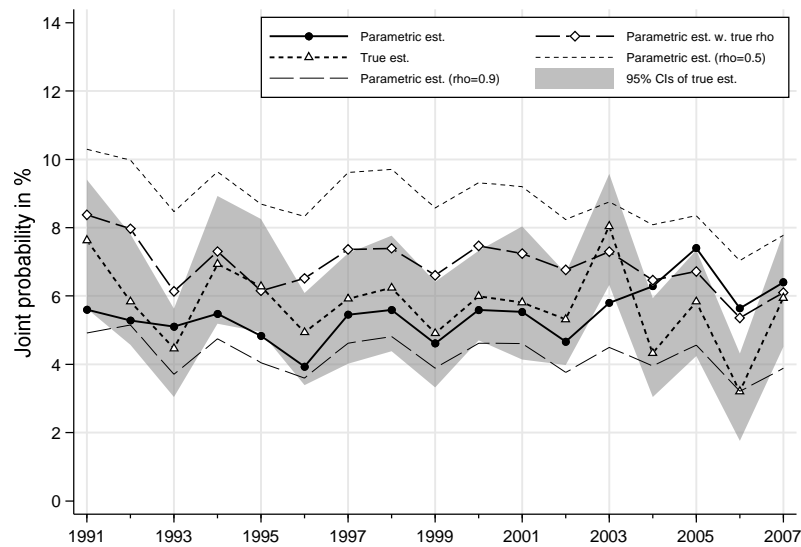 Parametric est.
Parametric est. w. true rho
True est.
Parametric est. (rho=0.5)
Parametric est. (rho=0.9)
95% CIs of true est.
Joint probability in %
14
12
10
8
6
4
2
0
1991 1993 1995 1997 1999 2001 2003 2005 2007